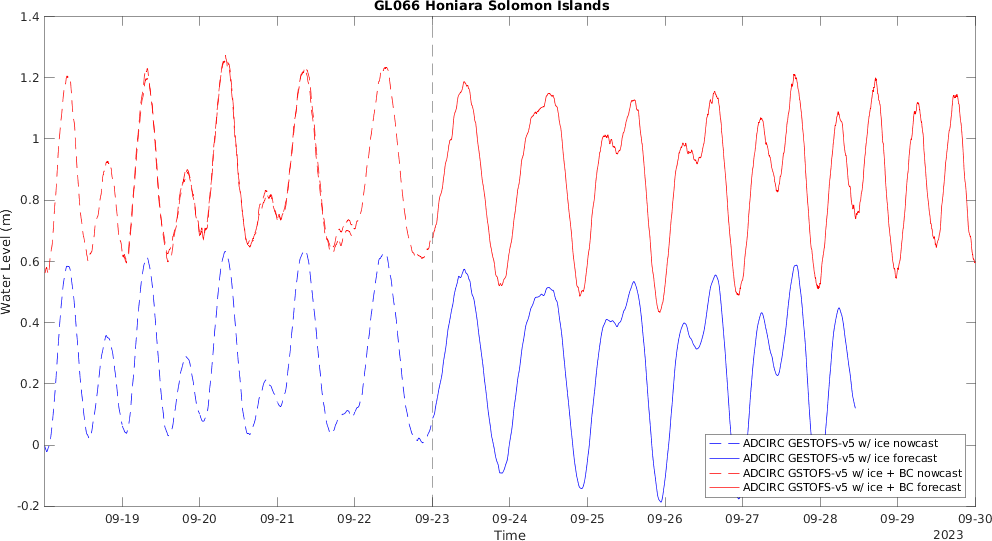 GL066 Honiara Solomon Islands
1.4
1.2
1
0.8
0.6
0.4
0.2
0
-0.2
Water Level (m)
ADCIRC GESTOFS-v5 w/ ice nowcast
ADCIRC GESTOFS-v5 w/ ice forecast
ADCIRC GSTOFS-v5 w/ ice + BC nowcast
ADCIRC GSTOFS-v5 w/ ice + BC forecast
09-19 09-20 09-21 09-22 09-23 09-24 09-25 09-26 09-27 09-28 09-29 09-30
Time
2023